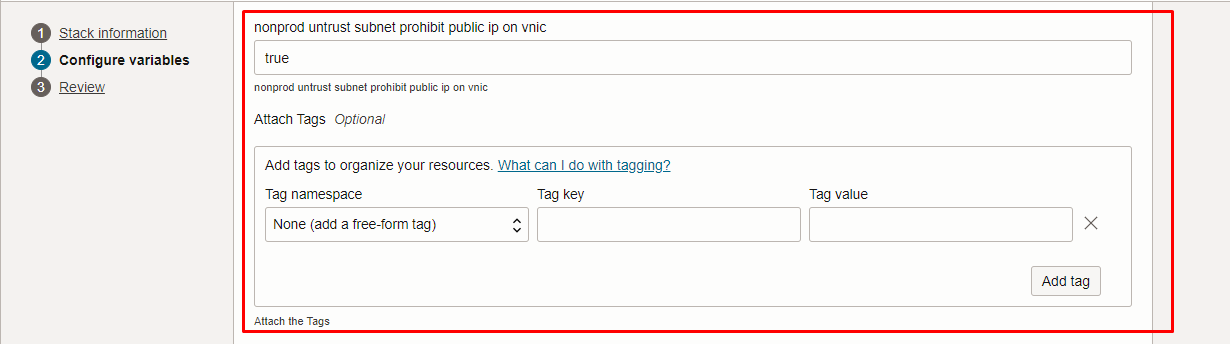 1 Stack information
2 Configure variables
3 Review
nonprod untrust subnet prohibit public ip on vnic
true
nonprod untrust subnet prohibit public ip on vnic
Attach Tags Optional
Add tags to organize your resources. What can I do with tagging?
Tag namespace Tag key Tag value
None (add a free-form tag)
Add tag
Attach the Tags